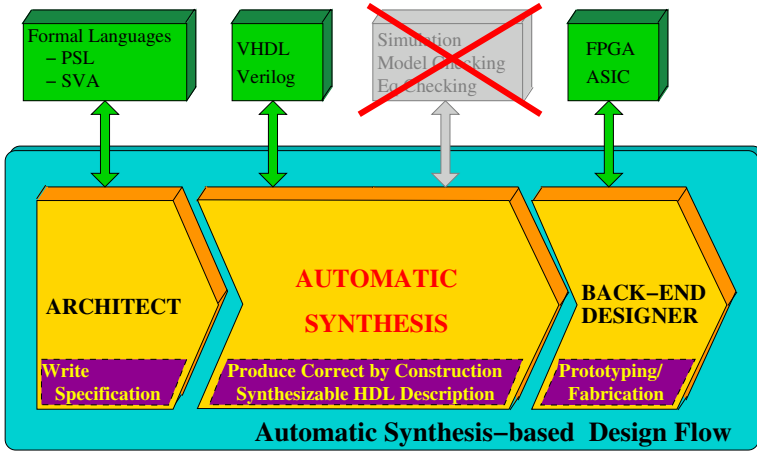 Formal Languages
− PSL
− SVA
VHDL
Verilog
Simulation
Model Checking
Eq Checking
FPGA
ASIC
ARCHITECT
Write
Specification
AUTOMATIC
SYNTHESIS
Produce Correct by Construction
Synthesizable HDL Description
BACK−END
DESIGNER
Prototyping/
Fabrication
Automatic Synthesis−based Design Flow